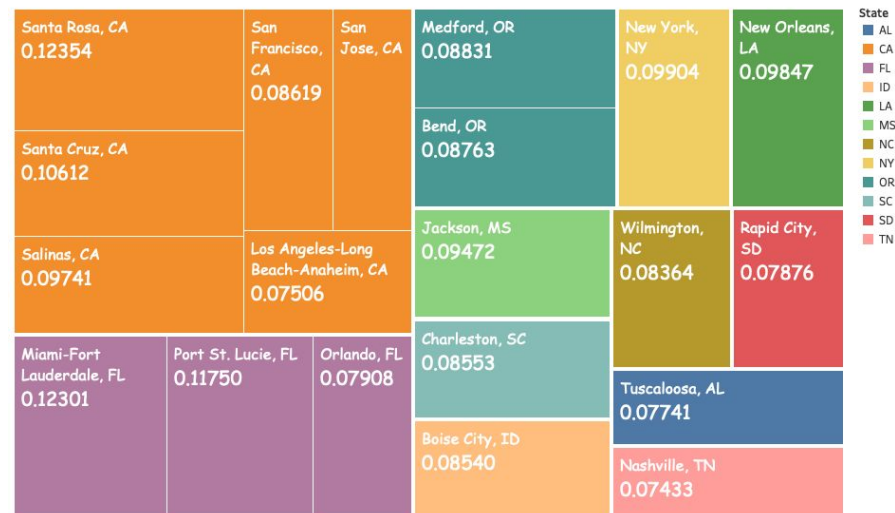 Santa Rosa, CA
0.12354
Santa Cruz, CA
0.10612
Salinas, CA
0.09741
San
Francisco,
CA
0.08619
San
Jose, CA
Los Angeles-Long
Beach-Anaheim, CA
0.07506
Miami-Fort
Lauderdale, FL
0.12301
Port St. Lucie, FL
0.11750
Orlando, FL
0.07908
Medford, OR
0.08831
Bend, OR
0.08763
New York,
NY
0.09904
New Orleans,
LA
0.09847
Jackson, MS
0.09472
Charleston, SC
0.08553
Boise City, ID
0.08540
Wilmington,
NC
0.08364
Rapid City,
SD
0.07876
Tuscaloosa, AL
0.07741
Nashville, TN
0.07433
State
AL
CA
FL
ID
LA
MS
NC
NY
OR
SC
SD
TN